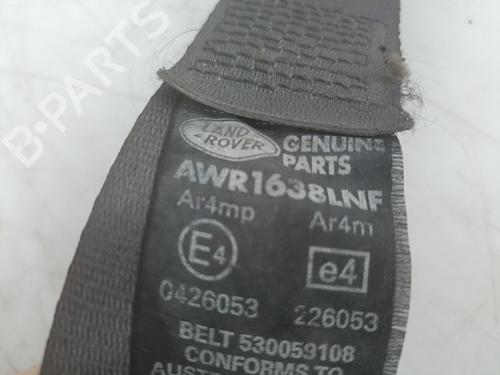 B-PARTS
LAND
ROVER
GENUINE
PARTS
AWR1638LNF
Ar4mp Ar4m
E4 e4
0426053 226053
BELT 530059108
CONFORMS TO